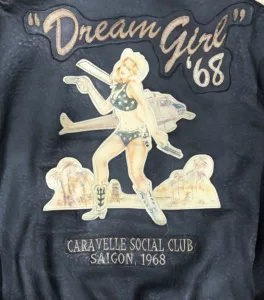 "Dream Girl"
'68
CARAVELLE SOCIAL CLUB
SAIGON, 1968